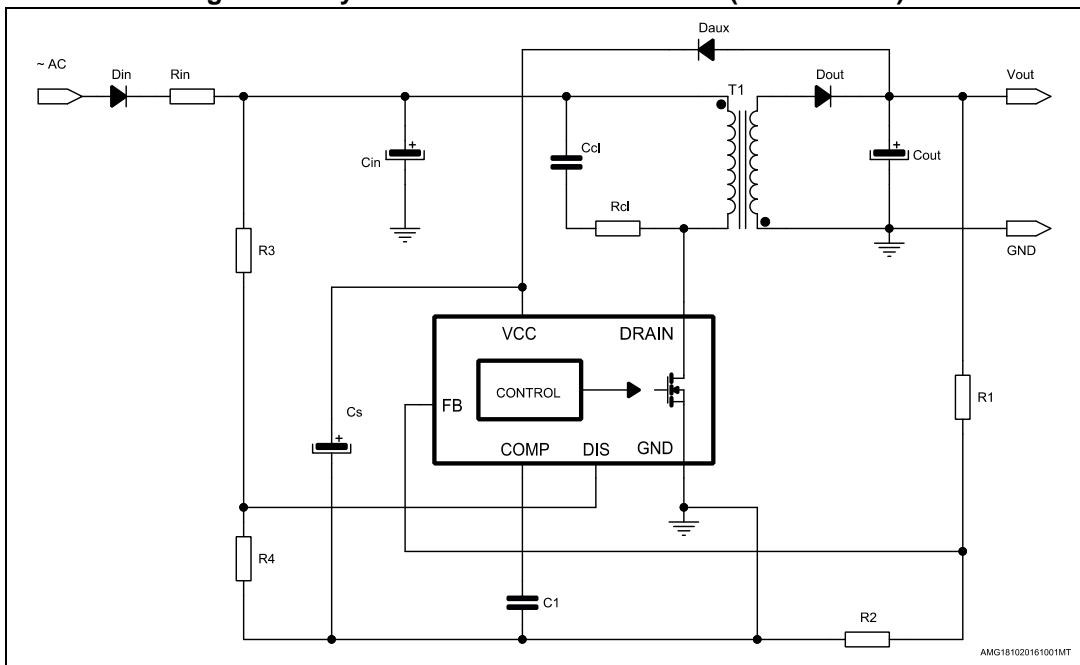 ~ AC
Din
Rin
Daux
T1
Dout
Vout
Cin
Ccl
Cout
Rcl
GND
R3
VCC
DRAIN
CONTROL
FB
R1
Cs
COMP
DIS
GND
R4
C1
R2
AMG181020161001MT